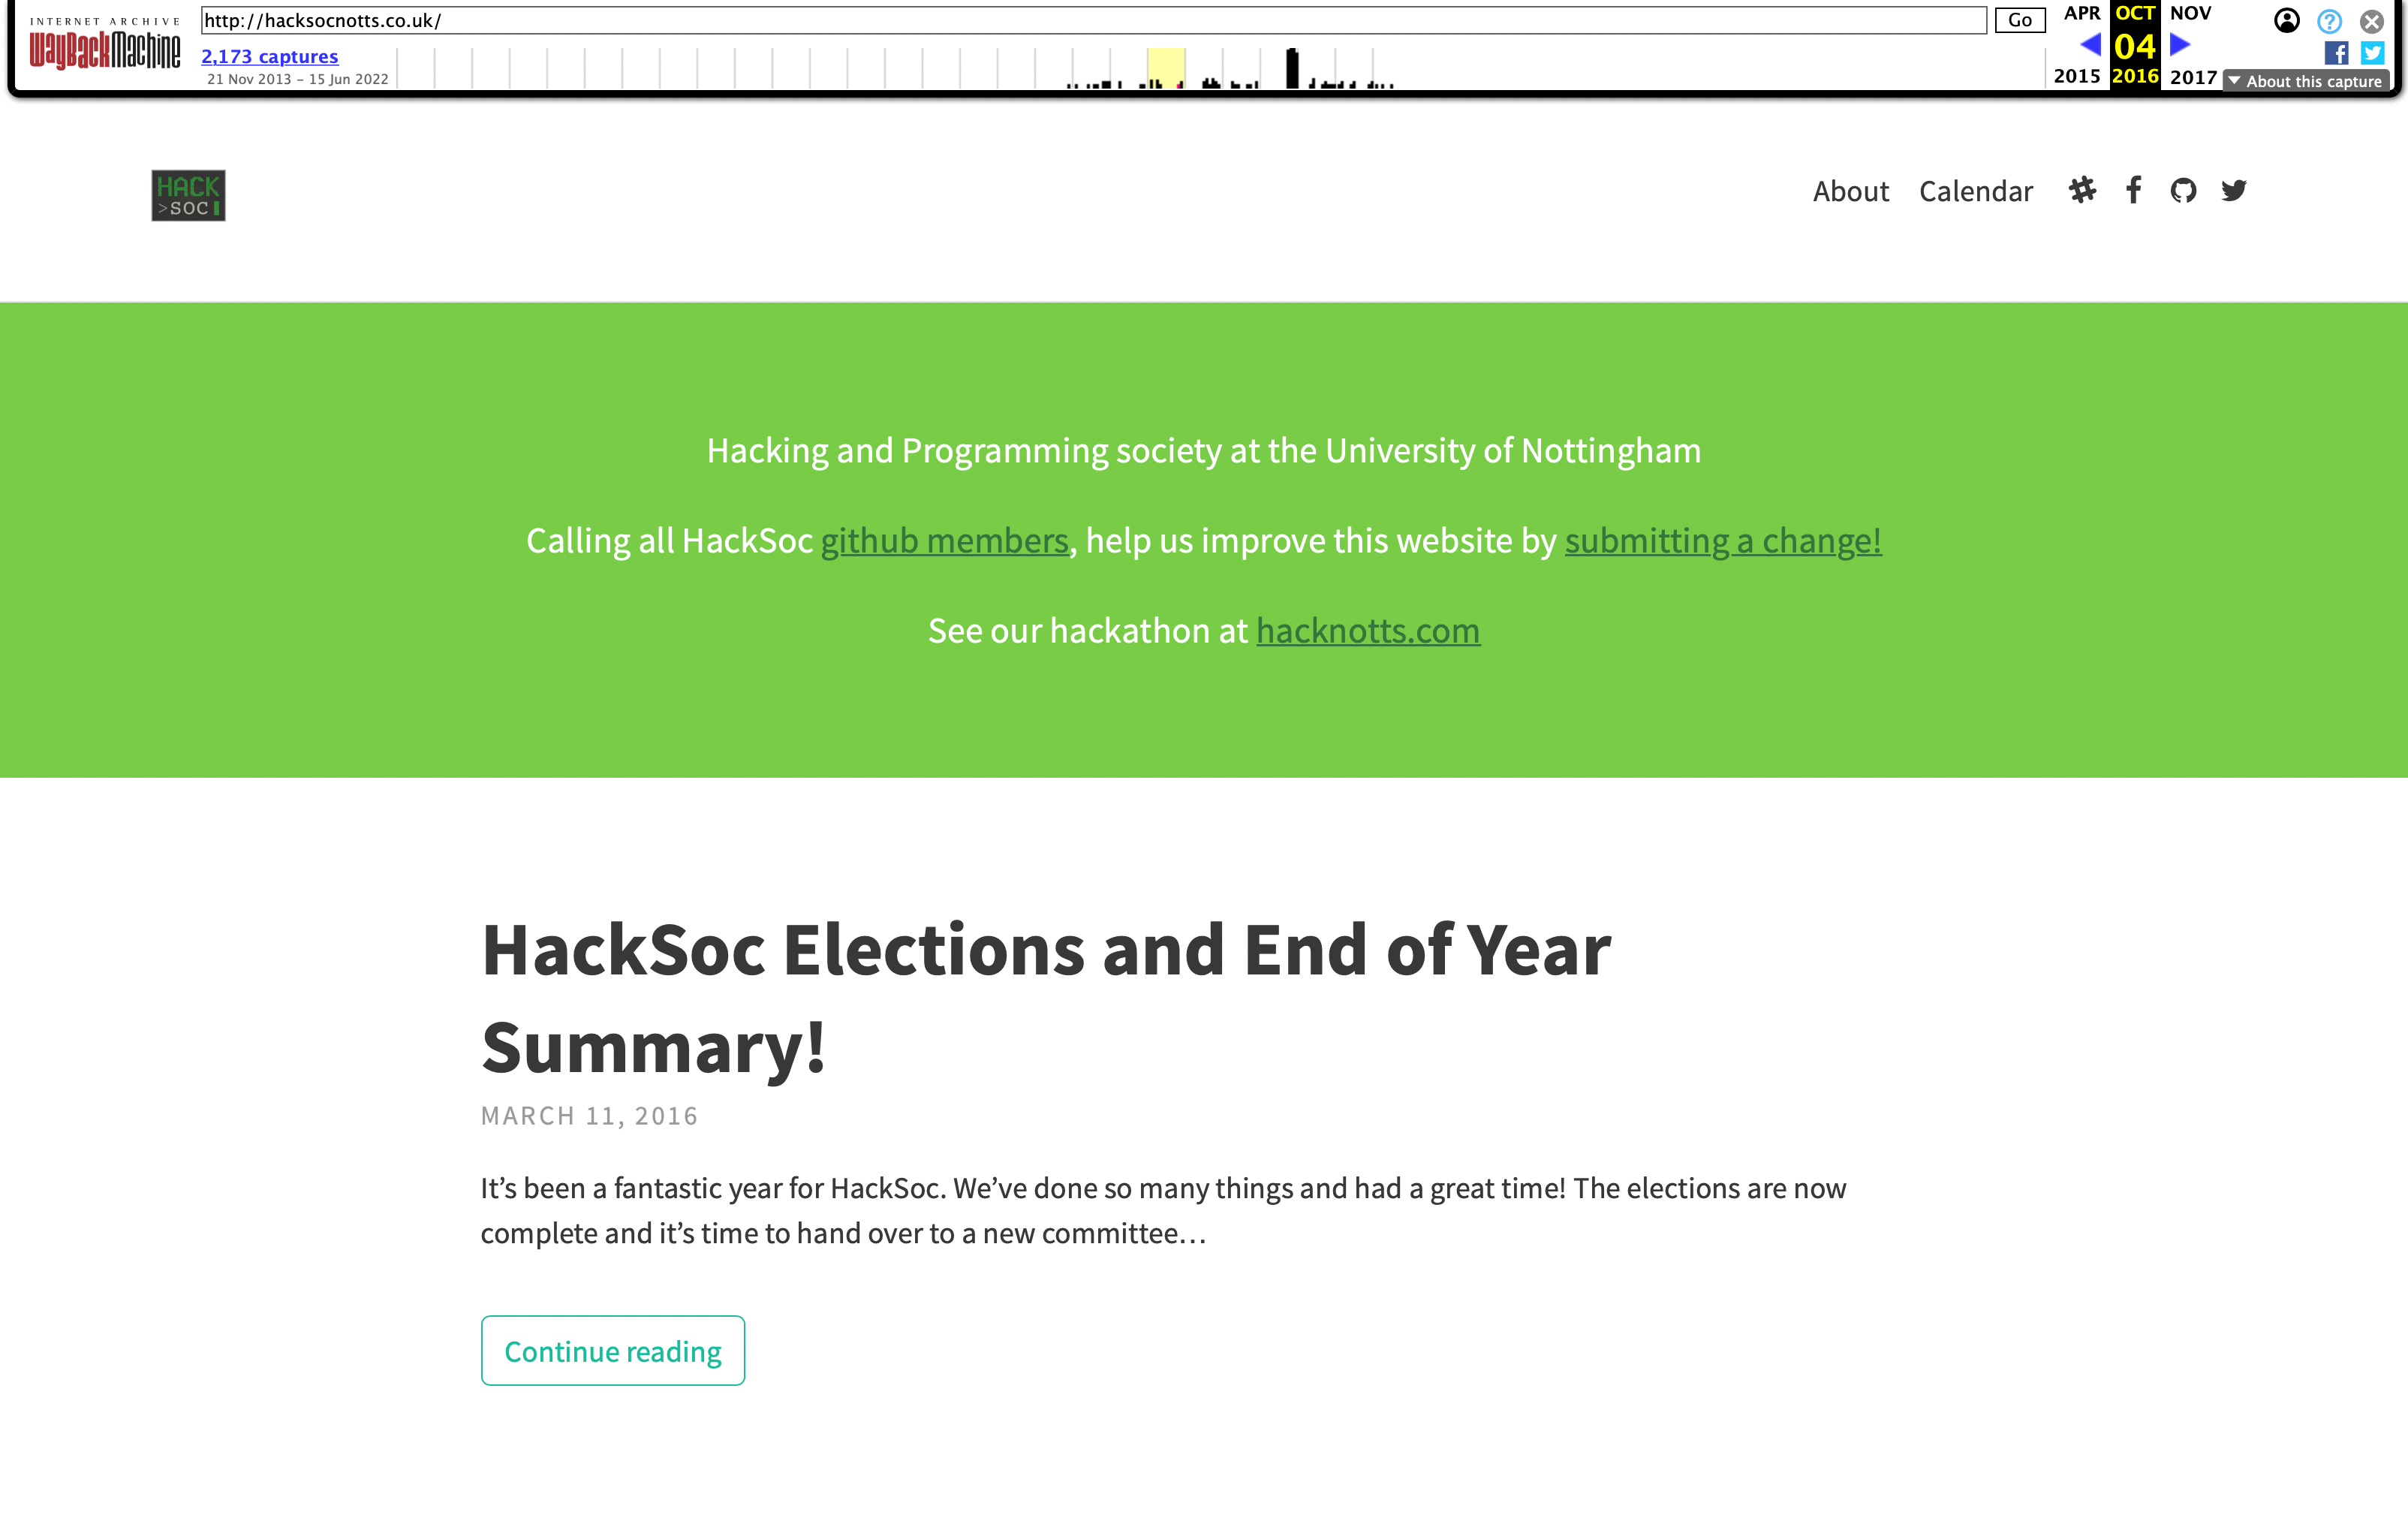 INTERNET ARCHIVE
WayBackMachine
http://hacksocnotts.co.uk/
Go
2,173 captures
21 Nov 2013 – 15 Jun 2022
APR OCT NOV
04
2015 2016 2017
About this capture
HACK
>SOC
About Calendar
Hacking and Programming society at the University of Nottingham
Calling all HackSoc github members, help us improve this website by submitting a change!
See our hackathon at hacknotts.com
HackSoc Elections and End of Year
Summary!
MARCH 11, 2016
It’s been a fantastic year for HackSoc. We’ve done so many things and had a great time! The elections are now
complete and it’s time to hand over to a new committee…
Continue reading